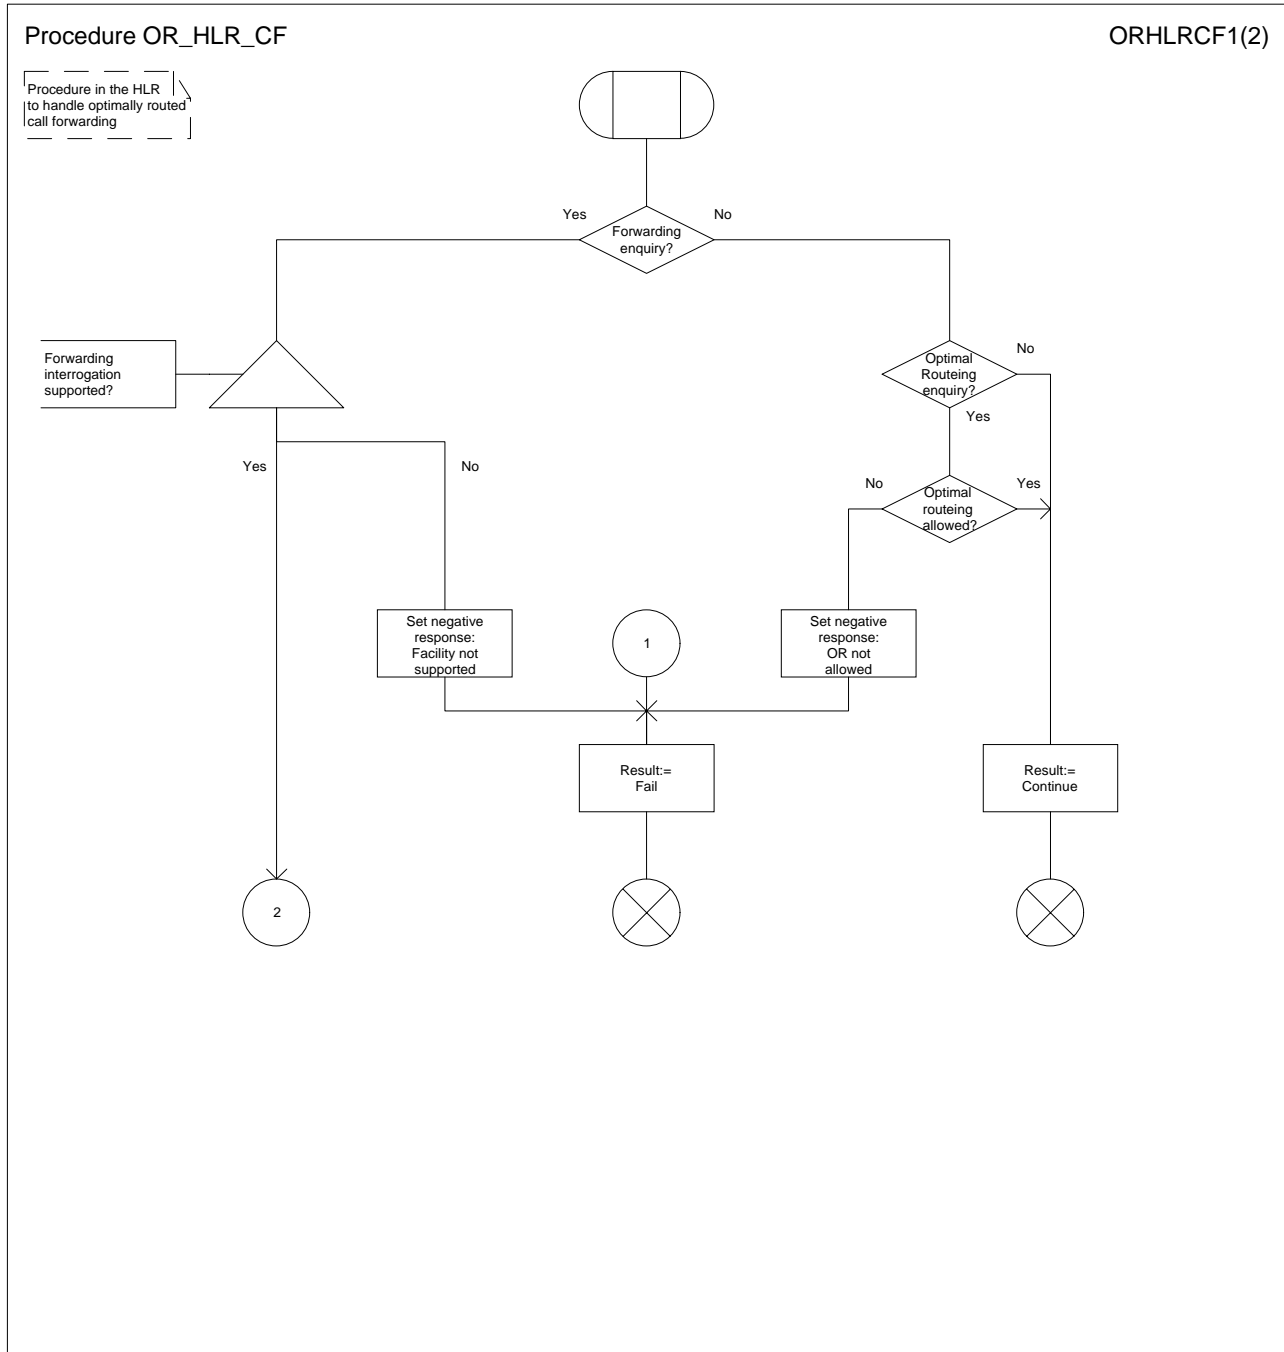 Procedure OR_HLR_CF
ORHLRCF1(2)
Procedure in the HLR
to handle optimally routed
call forwarding
Yes
No
Forwarding
enquiry?
Forwarding
interrogation
supported?
Optimal
Routeing
enquiry?
No
Yes
Yes
No
No
Yes
Optimal
routeing
allowed?
Set negative
response:
Facility not
supported
1
Set negative
response:
OR not
allowed
Result:=
Fail
Result:=
Continue
2